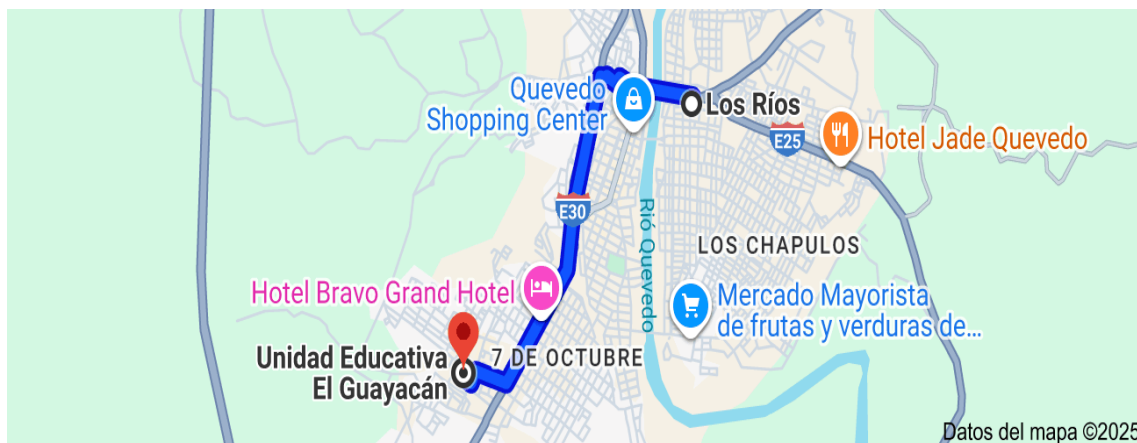 Quevedo
Shopping Center
Los Ríos
E25
Hotel Jade Quevedo
E30
Rió Quevedo
LOS CHAPULOS
Hotel Bravo Grand Hotel
Mercado Mayorista
de frutas y verduras de...
Unidad Educativa
El Guayacán
7 DE OCTUBRE
Datos del mapa ©2025